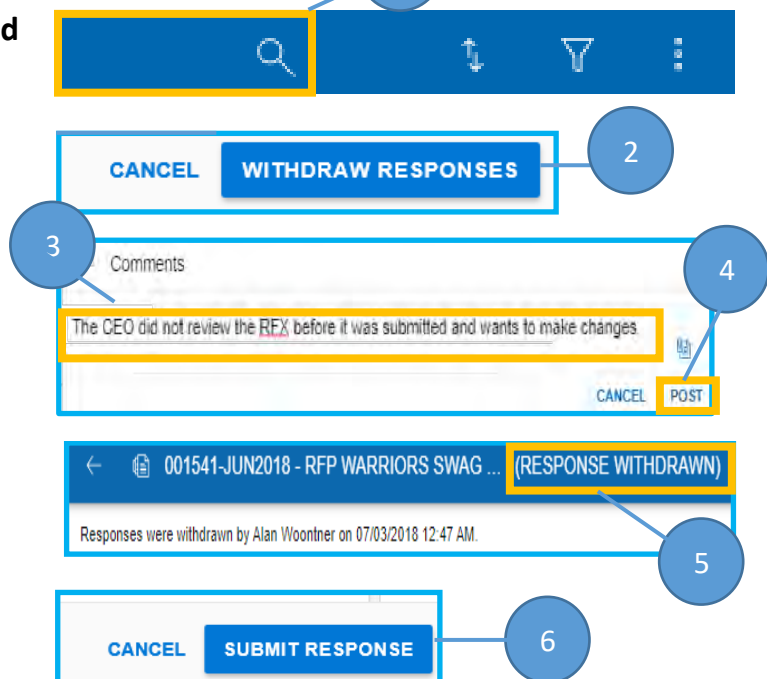 d
CANCEL WITHDRAW RESPONSES
2
3
Comments
4
The CEO did not review the RFX before it was submitted and wants to make changes.
CANCEL POST
001541-JUN2018 - RFP WARRIORS SWAG ... (RESPONSE WITHDRAWN)
Responses were withdrawn by Alan Woontner on 07/03/2018 12:47 AM.
5
CANCEL SUBMIT RESPONSE
6